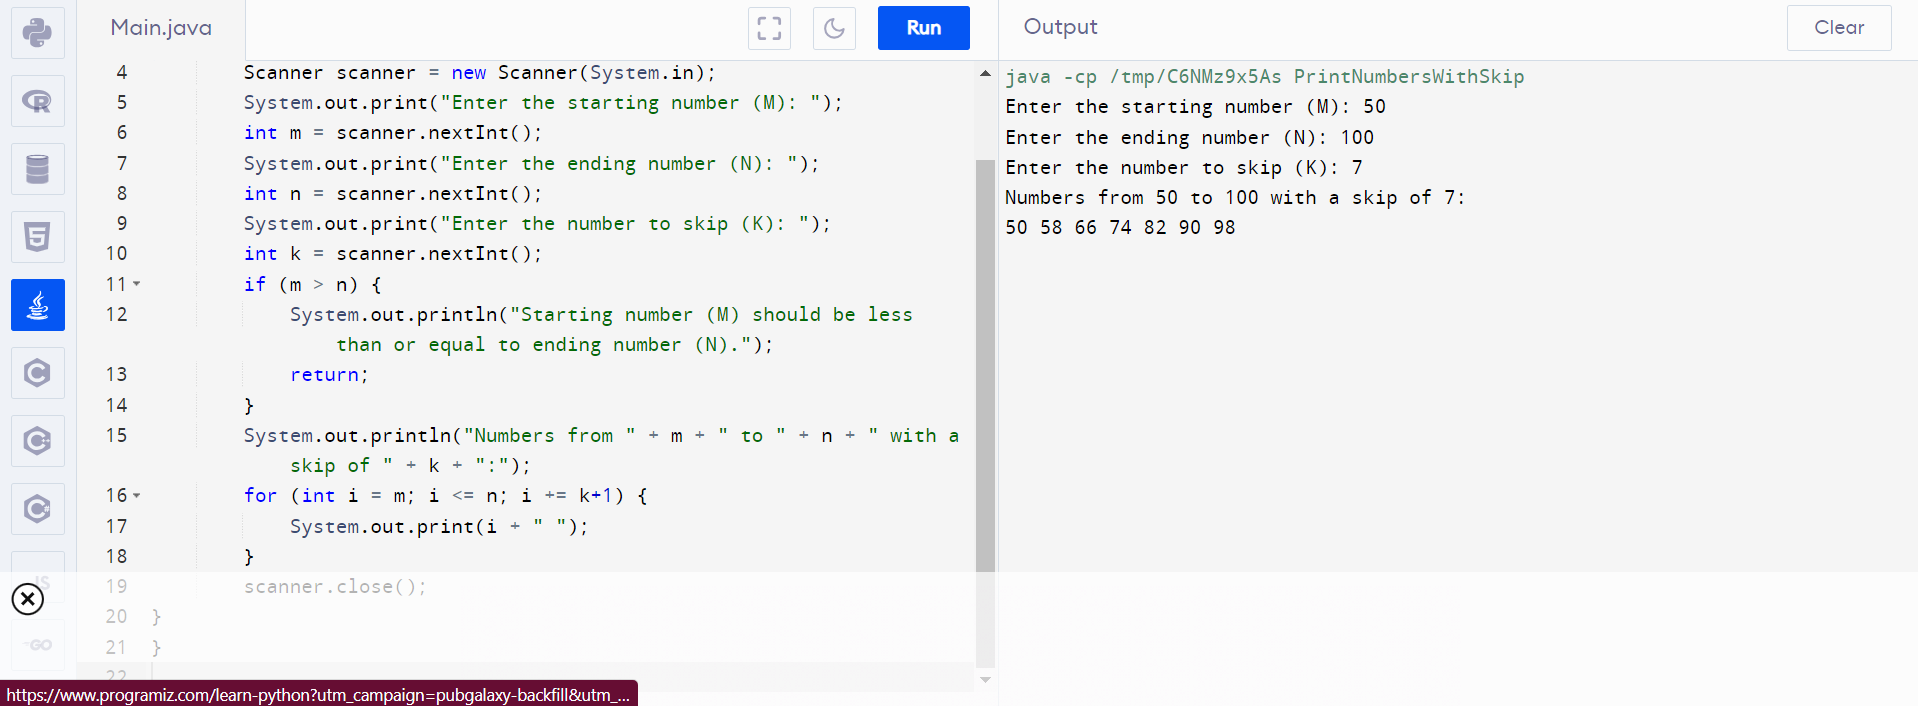 Main.java
Run
Output
Clear
4 Scanner scanner = new Scanner(System.in);
5 System.out.print("Enter the starting number (M): ");
6 int m = scanner.nextInt();
7 System.out.print("Enter the ending number (N): ");
8 int n = scanner.nextInt();
9 System.out.print("Enter the number to skip (K): ");
10 int k = scanner.nextInt();
11 if (m > n) {
12 System.out.println("Starting number (M) should be less
than or equal to ending number (N).");
13 return;
14 }
15 System.out.println("Numbers from " + m + " to " + n + " with a
skip of " + k + ":");
16 for (int i = m; i <= n; i += k+1) {
17 System.out.print(i + " ");
18 }
19 scanner.close();
20 }
21 }
22
java -cp /tmp/C6NMz9x5As PrintNumbersWithSkip
Enter the starting number (M): 50
Enter the ending number (N): 100
Enter the number to skip (K): 7
Numbers from 50 to 100 with a skip of 7:
50 58 66 74 82 90 98
R
5
C
C+
C#
JS
GO
https://www.programiz.com/learn-python?utm_campaign=pubgalaxy-backfill&utm_...